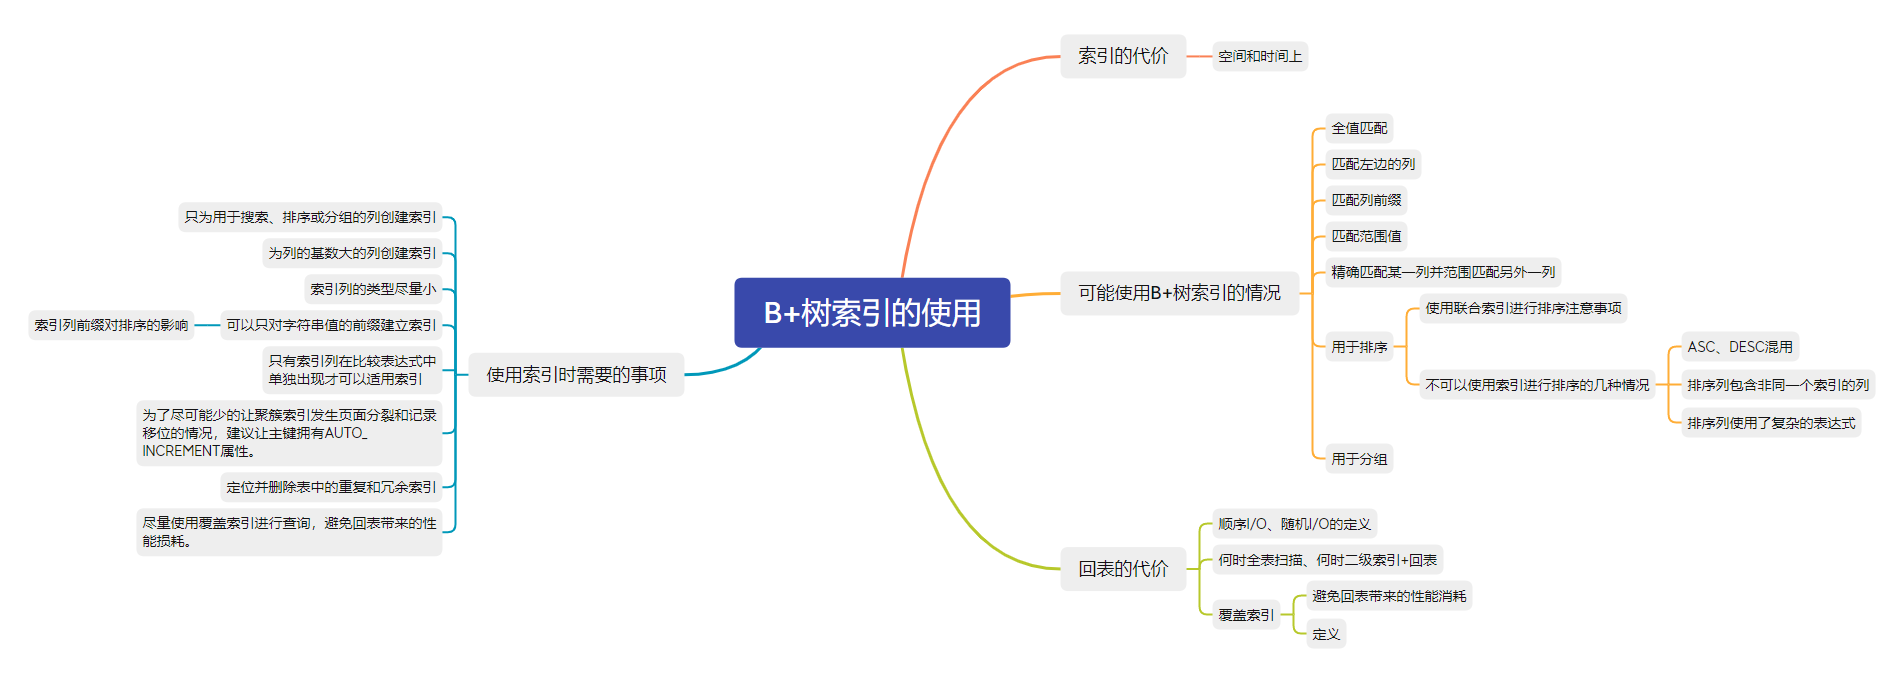 B+树索引的使用
索引的代价
空间和时间上
可能使用B+树索引的情况
全值匹配
匹配左边的列
匹配列前缀
匹配范围值
精确匹配某一列并范围匹配另外一列
用于排序
使用联合索引进行排序注意事项
不可以使用索引进行排序的几种情况
ASC、DESC混用
排序列包含非同一个索引的列
排序列使用了复杂的表达式
用于分组
回表的代价
顺序I/O、随机I/O的定义
何时全表扫描、何时二级索引+回表
覆盖索引
避免回表带来的性能消耗
定义
使用索引时需要的事项
只为用于搜索、排序或分组的列创建索引
为列的基数大的列创建索引
索引列的类型尽量小
可以只对字符串值的前缀建立索引
索引列前缀对排序的影响
只有索引列在比较表达式中
单独出现才可以适用索引
为了尽可能少的让聚簇索引发生页面分裂和记录
移位的情况，建议让主键拥有AUTO_
INCREMENT属性。
定位并删除表中的重复和冗余索引
尽量使用覆盖索引进行查询，避免回表带来的性
能损耗。